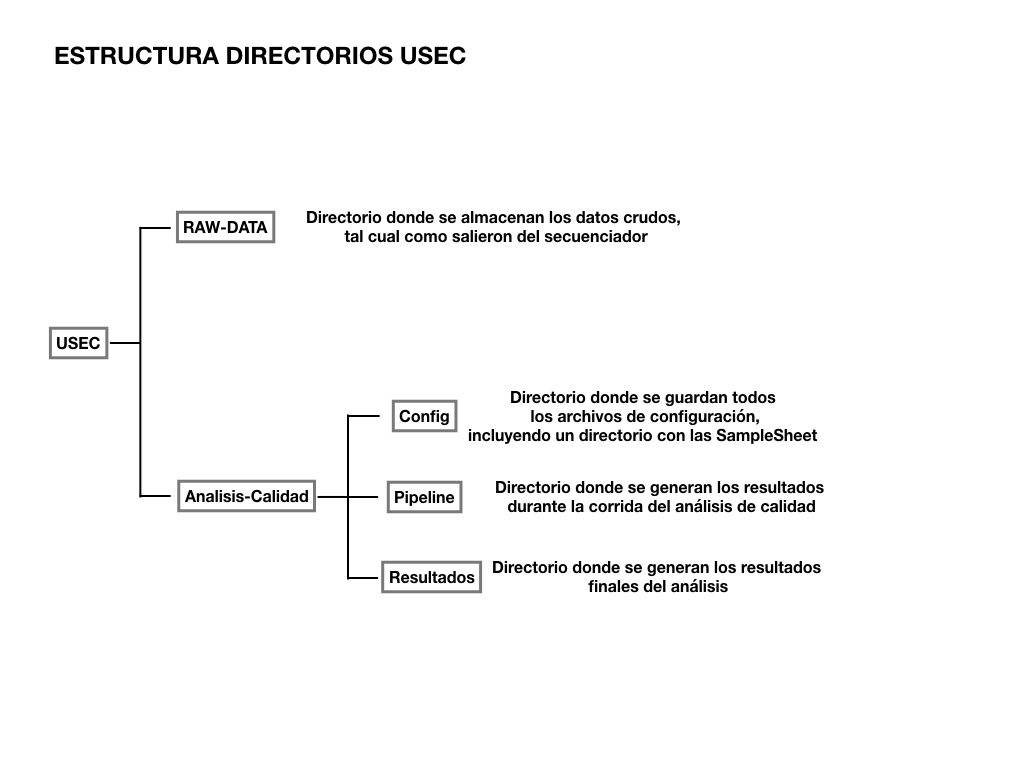 ESTRUCTURA DIRECTORIOS USEC
RAW-DATA
Directorio donde se almacenan los datos crudos,
tal cual como salieron del secuenciador
USEC
Config
Directorio donde se guardan todos
los archivos de configuración,
incluyendo un directorio con las SampleSheet
Analisis-Calidad
Pipeline
Directorio donde se generan los resultados
durante la corrida del análisis de calidad
Resultados
Directorio donde se generan los resultados
finales del análisis